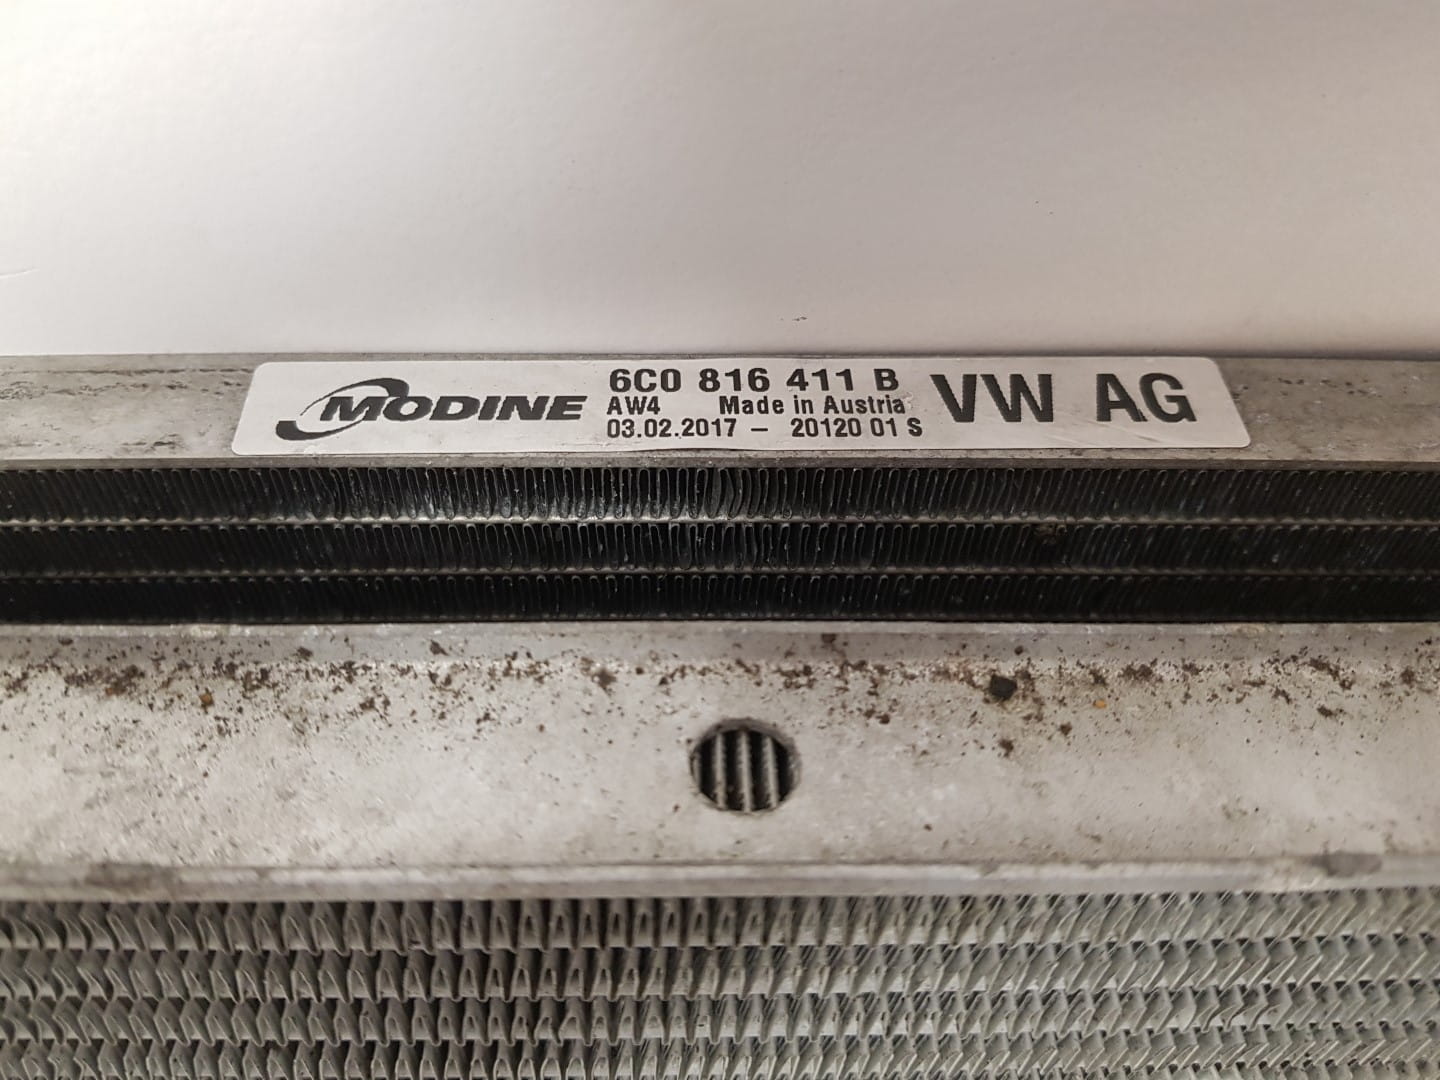 MODINE
6C0 816 411 B
AW4 Made in Austria
03.02.2017 – 20120 01 S
VW AG